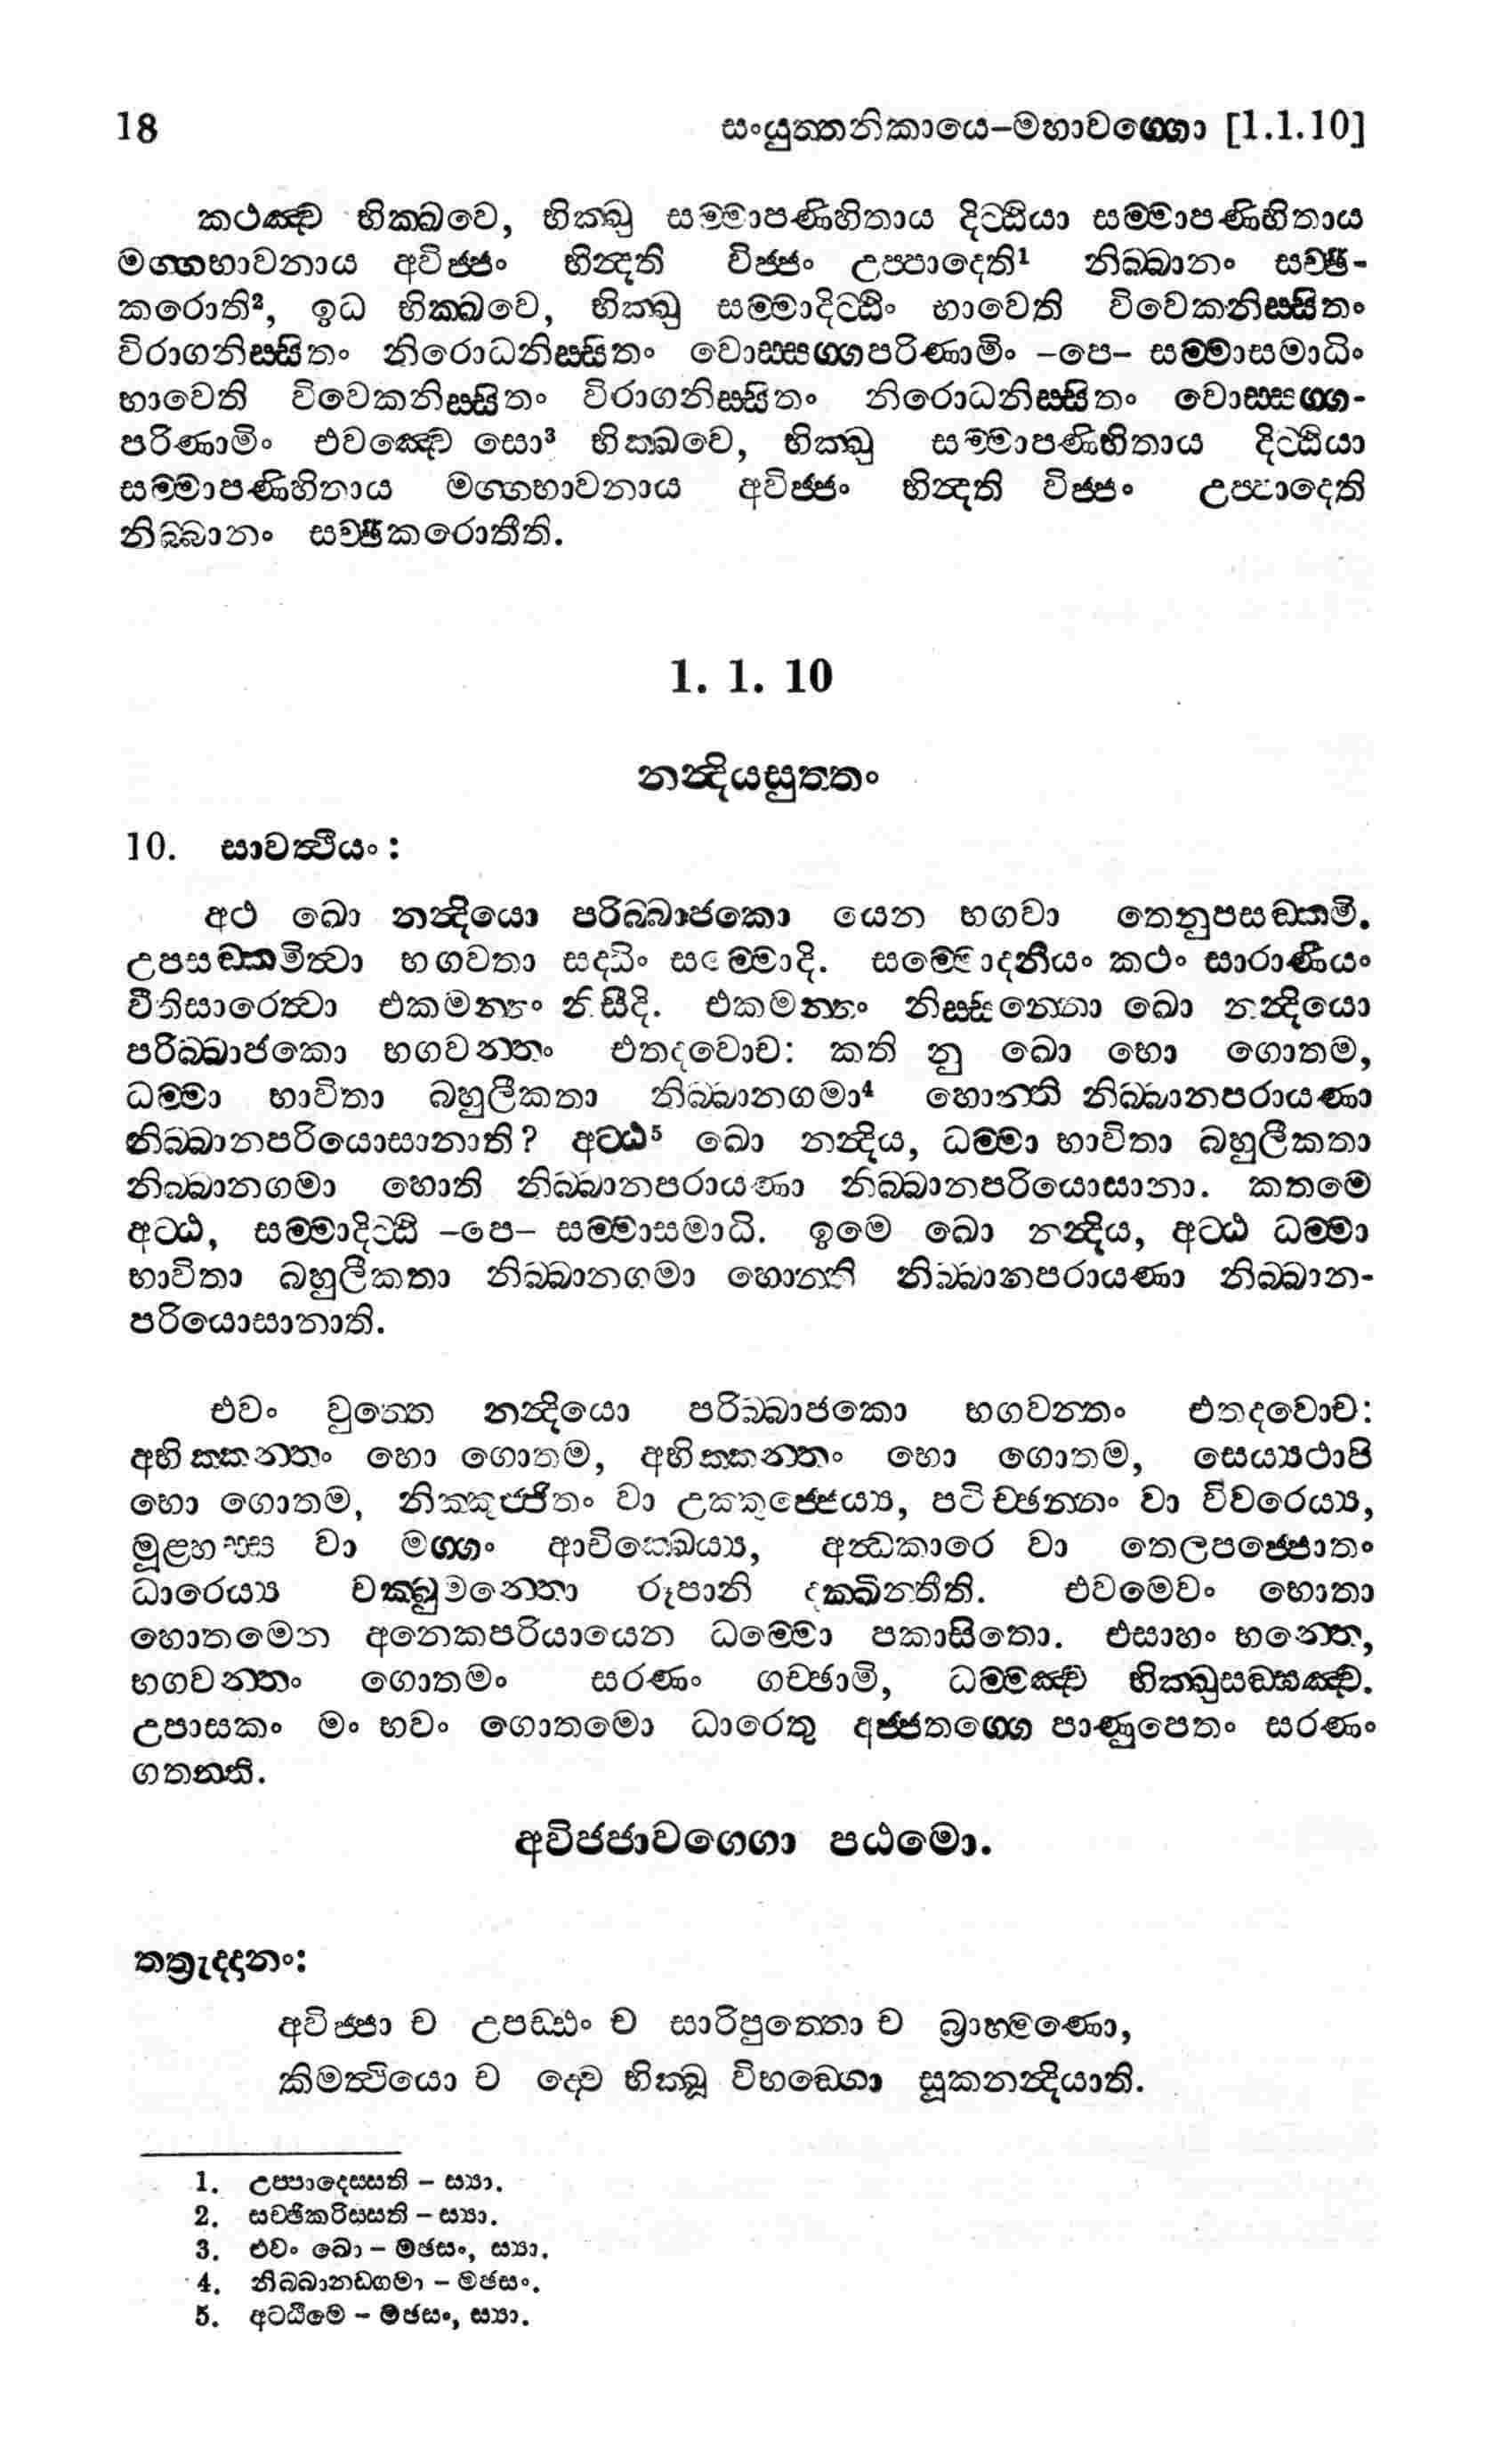 18 සංයුත්තනිකායෙ–මහාවග්ගො [1.1.10]
කථඤ්ච භික්ඛවෙ, භික්ඛු සම්මාපණිහිතාය දිට්ඨියා සම්මාපණිහිතාය
මග්ගභාවනාය අවිජ්ජං භින්දති විජ්ජං උප්පාදෙති¹ නිබ්බානං සච්ඡි-
කරොති², ඉධ භික්ඛවෙ, භික්ඛු සම්මාදිට්ඨිං භාවෙති විවෙකනිස්සිතං
විරාගනිස්සිතං නිරොධනිස්සිතං වොස්සග්ගපරිණාමිං –පෙ– සම්මාසමාධිං
භාවෙති විවෙකනිස්සිතං විරාගනිස්සිතං නිරොධනිස්සිතං වොස්සග්ග-
පරිණාමිං එවඤ්ච සො³ භික්ඛවෙ, භික්ඛු සම්මාපණිහිතාය දිට්ඨියා
සම්මාපණිහිතාය මග්ගභාවනාය අවිජ්ජං භින්දති විජ්ජං උප්පාදෙති
නිබ්බානං සච්ඡිකරොතීති.
1. 1. 10
නන්දියසුත්තං
10. සාවත්ථියං :
අථ ඛො නන්දියො පරිබ්බාජකො යෙන භගවා තෙනුපසඞ්කමි.
උපසඞ්කමිත්වා භගවතා සද්ධිං සම්මොදි. සම්මොදනීයං කථං සාරාණීයං
වීතිසාරෙත්වා එකමන්තං නිසීදි. එකමන්තං නිසින්නො ඛො නන්දියො
පරිබ්බාජකො භගවන්තං එතදවොච: කති නු ඛො භො ගොතම,
ධම්මා භාවිතා බහුලීකතා නිබ්බානගමා⁴ හොන්ති නිබ්බානපරායණා
නිබ්බානපරියොසානාති? අට්ඨ⁵ ඛො නන්දිය, ධම්මා භාවිතා බහුලීකතා
නිබ්බානගමා හොති නිබ්බානපරායණා නිබ්බානපරියොසානා. කතමෙ
අට්ඨ, සම්මාදිට්ඨි –පෙ– සම්මාසමාධි. ඉමෙ ඛො නන්දිය, අට්ඨ ධම්මා
භාවිතා බහුලීකතා නිබ්බානගමා හොන්ති නිබ්බානපරායණා නිබ්බාන-
පරියොසානාති.
එවං වුත්තෙ නන්දියො පරිබ්බාජකො භගවන්තං එතදවොච:
අභික්කන්තං භො ගොතම, අභික්කන්තං භො ගොතම, සෙය්‍යථාපි
භො ගොතම, නික්කුජ්ජිතං වා උක්කුජ්ජෙය්‍ය, පටිච්ඡන්නං වා විවරෙය්‍ය,
මූළ්හස්ස වා මග්ගං ආචික්ඛෙය්‍ය, අන්ධකාරෙ වා තෙලපජ්ජොතං
ධාරෙය්‍ය චක්ඛුමන්තො රූපානි දක්ඛින්තීති. එවමෙවං භොතා
හොතමෙන අනෙකපරියායෙන ධම්මො පකාසිතො. එසාහං භන්තෙ,
භගවන්තං ගොතමං සරණං ගච්ඡාමි, ධම්මඤ්ච භික්ඛුසඞ්ඝඤ්ච.
උපාසකං මං භවං ගොතමො ධාරෙතු අජ්ජතග්ගෙ පාණුපෙතං සරණං
ගතන්ති.
අවිජ්ජාවග්ගො පඨමො.
තත්‍රුද්දානං:
අවිජ්ජා ච උපඩ්ඪං ච සාරිපුත්තො ච බ්‍රාහ්මණො,
කිමත්ථියො ච ද්වෙ භික්ඛූ විභඞ්ගො සූකනන්දියාති.
1. උප්පාදෙස්සති – ස්‍යා.
2. සච්ඡිකරිස්සති – ස්‍යා.
3. එවං ඛො – මඡසං, ස්‍යා.
4. නිබ්බානඞ්ගමා – මඡසං.
5. අට්ඨිමෙ – මඡසං, ස්‍යා.